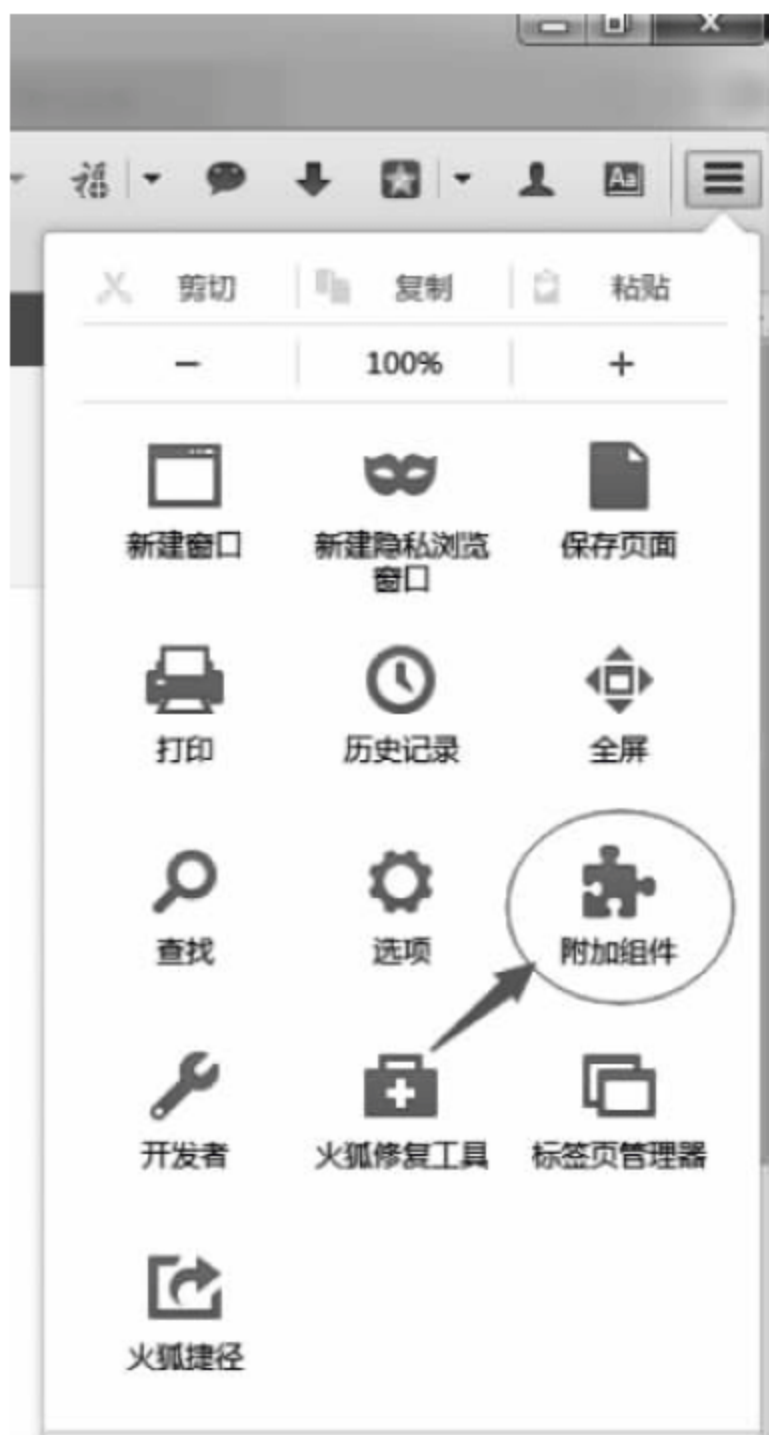 福
Aa
剪切 复制 粘贴
− 100% +
新建窗口 新建隐私浏览 保存页面
窗口
打印 历史记录 全屏
查找 选项 附加组件
开发者 火狐修复工具 标签页管理器
火狐捷径